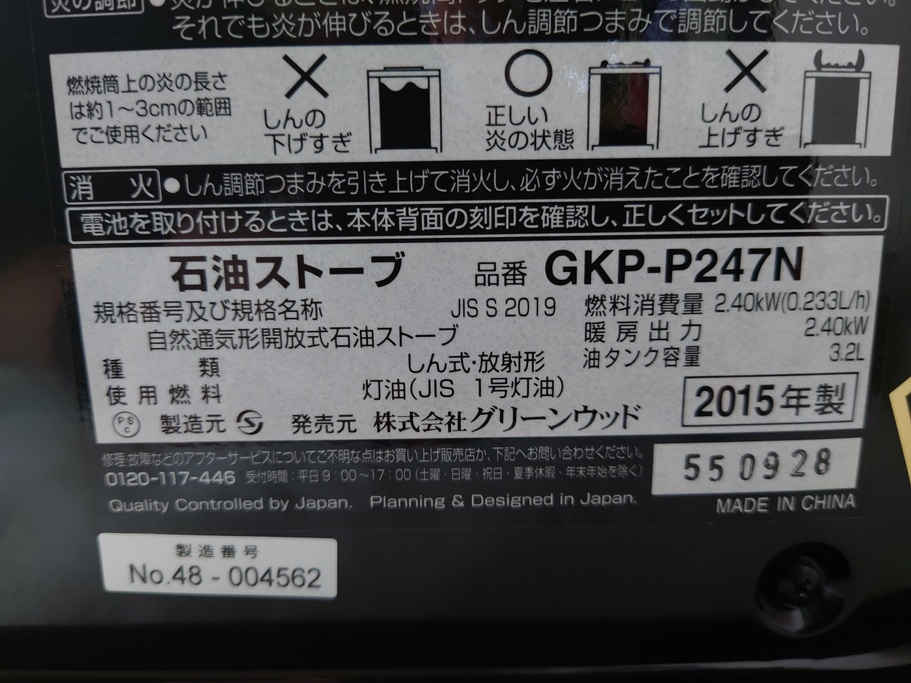 炎の調節
それでも炎が伸びるときは、しん調節つまみで調節してください。
燃焼筒上の炎の長さ
は約1〜3cmの範囲
でご使用ください
しんの
下げすぎ
正しい
炎の状態
しんの
上げすぎ
消 火 ●しん調節つまみを引き上げて消火し、必ず火が消えたことを確認してください。
電池を取り付けるときは、本体背面の刻印を確認し、正しくセットしてください。
石油ストーブ 品番 GKP-P247N
規格番号及び規格名称 JIS S 2019
自然通気形開放式石油ストーブ
種 類 しん式・放射形
使用燃料 灯油(JIS 1号灯油)
燃料消費量 2.40kW(0.233L/h)
暖房出力 2.40kW
油タンク容量 3.2L
PSC 製造元 発売元 株式会社グリーンウッド
2015年製
修理・故障などのアフターサービスについてご不明な点はお買い上げ販売店か、下記へお問い合わせください。
0120-117-446 受付時間:平日9:00〜17:00(土曜・日曜・祝日・夏季休暇・年末年始を除く)
550928
Quality Controlled by Japan, Planning & Designed in Japan.
MADE IN CHINA
製造番号
No.48-004562